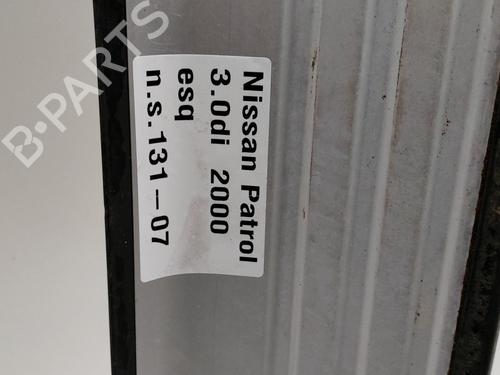 Nissan Patrol
3.0di 2000
esq
n.s.131-07
B-PARTS